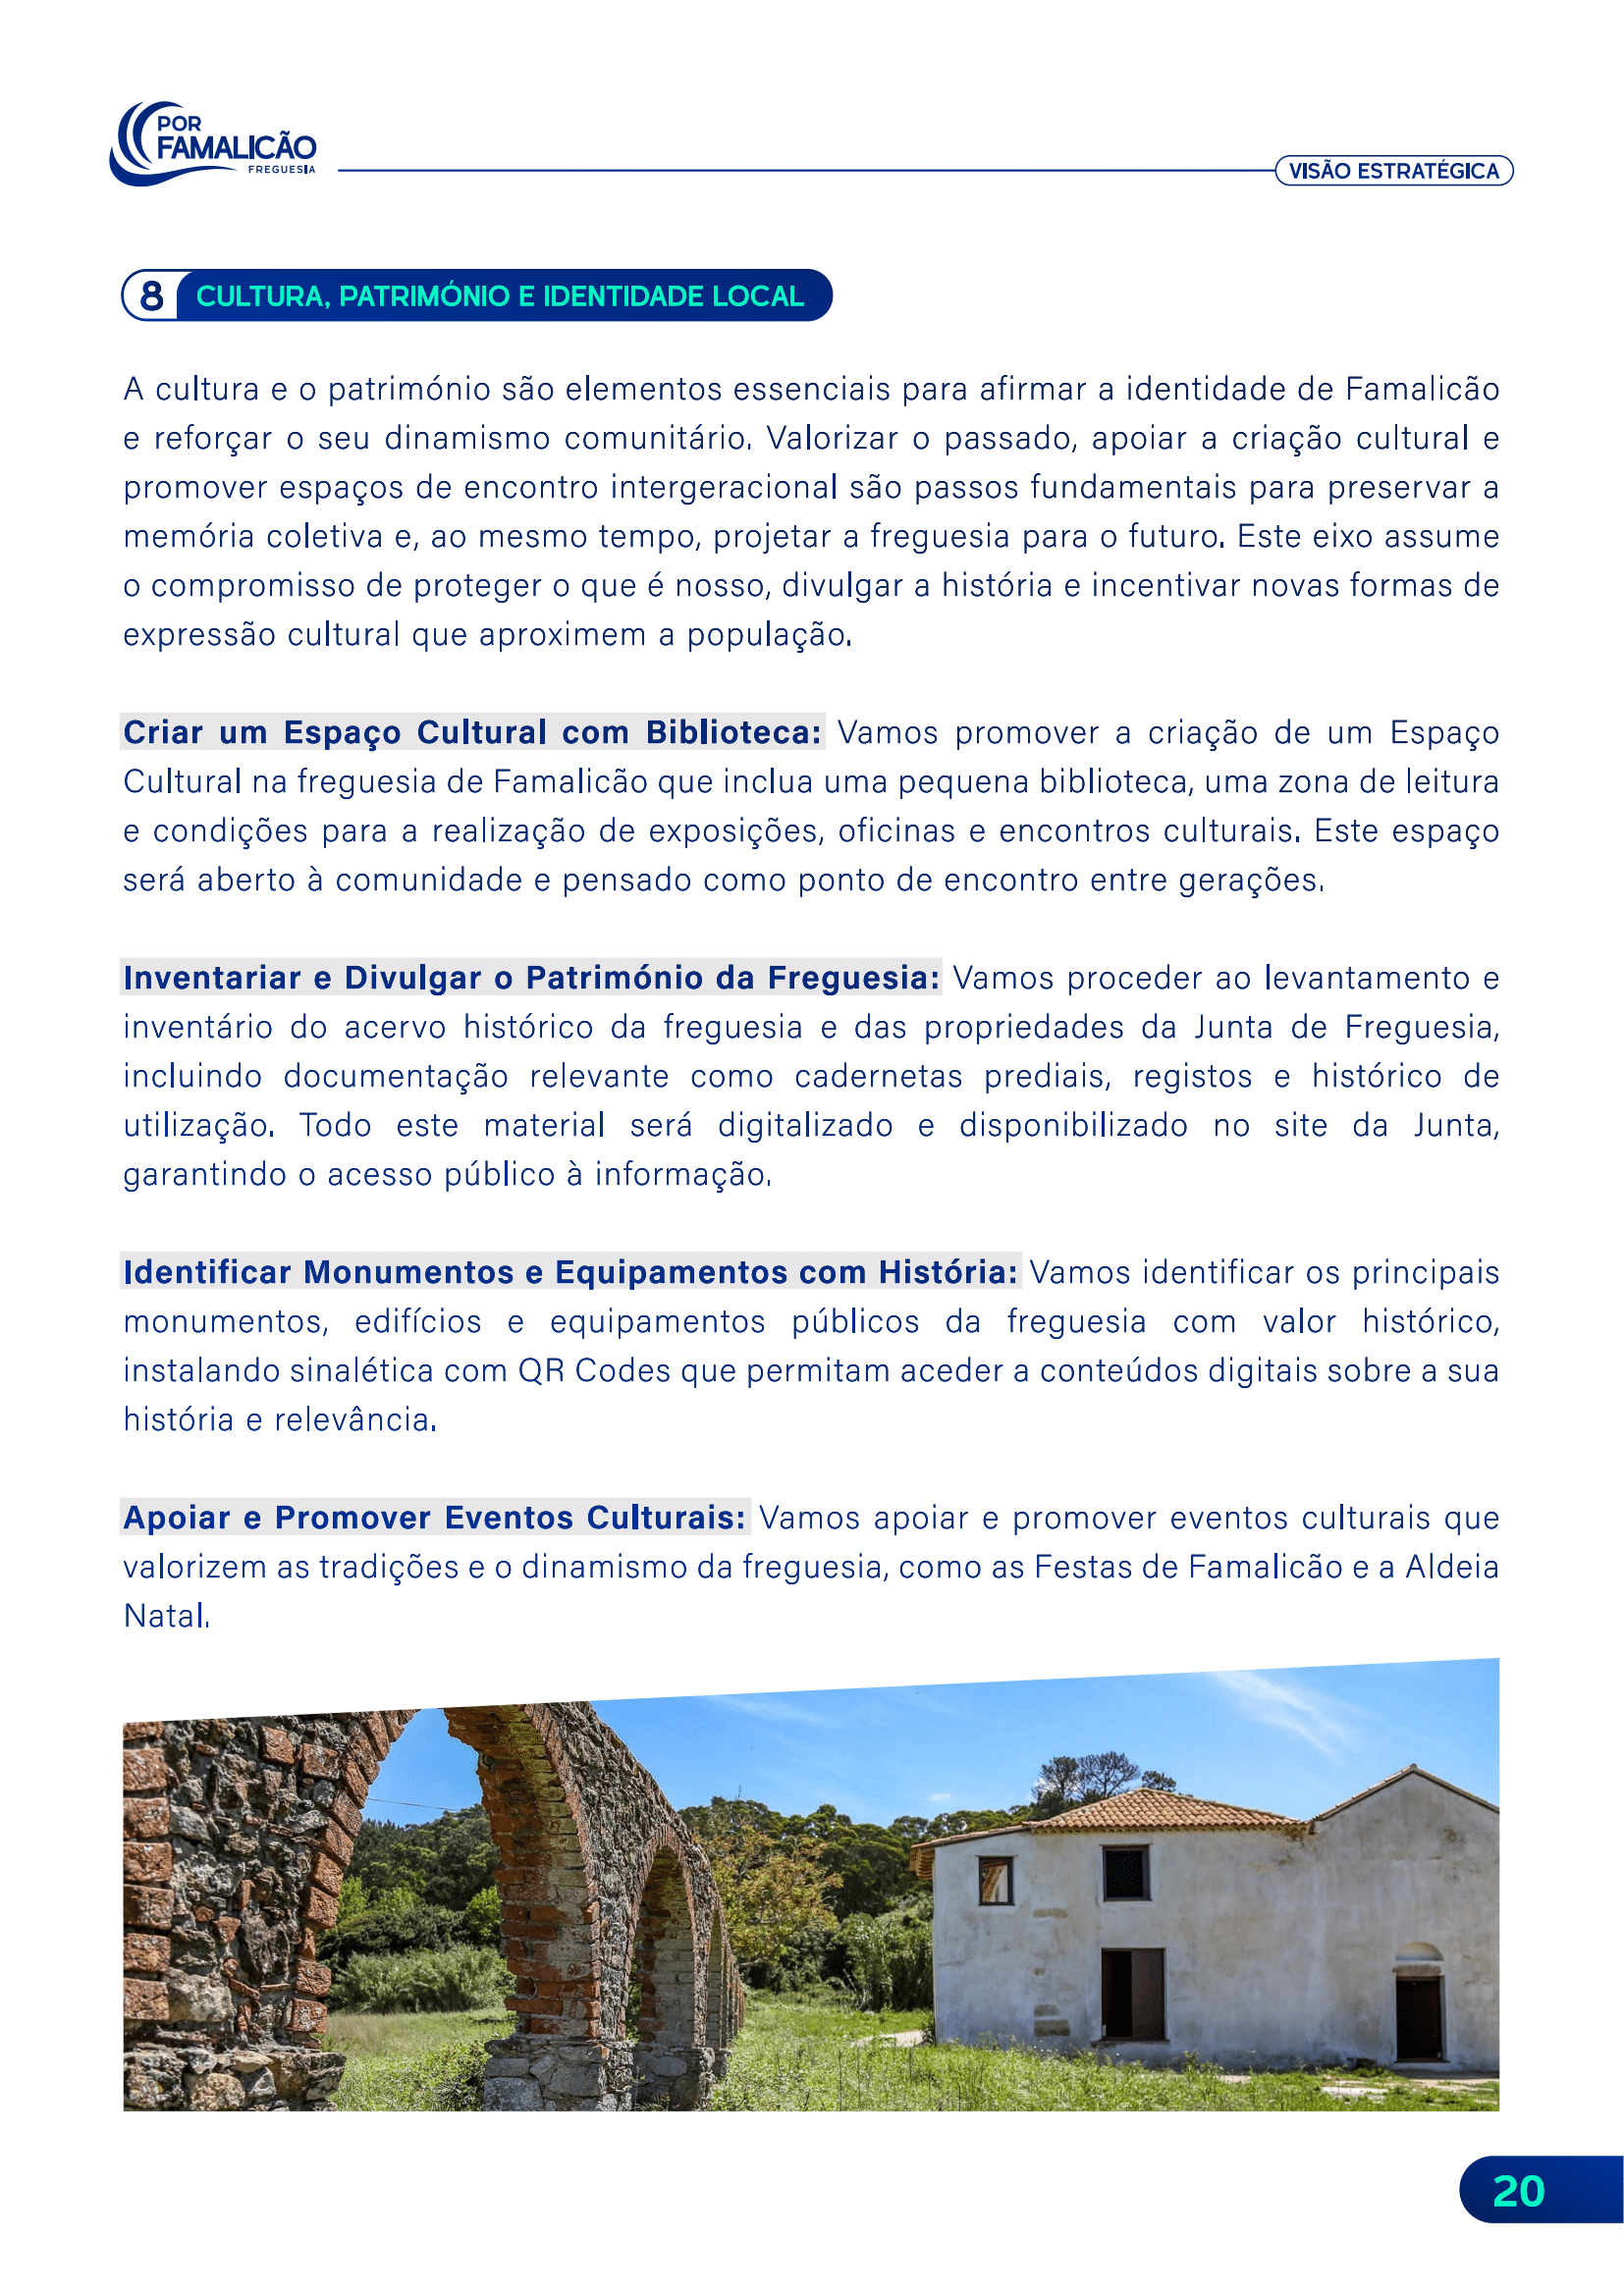 POR
FAMALICÃO
FREGUESIA
VISÃO ESTRATÉGICA
8 CULTURA, PATRIMÓNIO E IDENTIDADE LOCAL
A cultura e o património são elementos essenciais para afirmar a identidade de Famalicão
e reforçar o seu dinamismo comunitário. Valorizar o passado, apoiar a criação cultural e
promover espaços de encontro intergeracional são passos fundamentais para preservar a
memória coletiva e, ao mesmo tempo, projetar a freguesia para o futuro. Este eixo assume
o compromisso de proteger o que é nosso, divulgar a história e incentivar novas formas de
expressão cultural que aproximem a população.
Criar um Espaço Cultural com Biblioteca: Vamos promover a criação de um Espaço
Cultural na freguesia de Famalicão que inclua uma pequena biblioteca, uma zona de leitura
e condições para a realização de exposições, oficinas e encontros culturais. Este espaço
será aberto à comunidade e pensado como ponto de encontro entre gerações.
Inventariar e Divulgar o Património da Freguesia: Vamos proceder ao levantamento e
inventário do acervo histórico da freguesia e das propriedades da Junta de Freguesia,
incluindo documentação relevante como cadernetas prediais, registos e histórico de
utilização. Todo este material será digitalizado e disponibilizado no site da Junta,
garantindo o acesso público à informação.
Identificar Monumentos e Equipamentos com História: Vamos identificar os principais
monumentos, edifícios e equipamentos públicos da freguesia com valor histórico,
instalando sinalética com QR Codes que permitam aceder a conteúdos digitais sobre a sua
história e relevância.
Apoiar e Promover Eventos Culturais: Vamos apoiar e promover eventos culturais que
valorizem as tradições e o dinamismo da freguesia, como as Festas de Famalicão e a Aldeia
Natal.
20